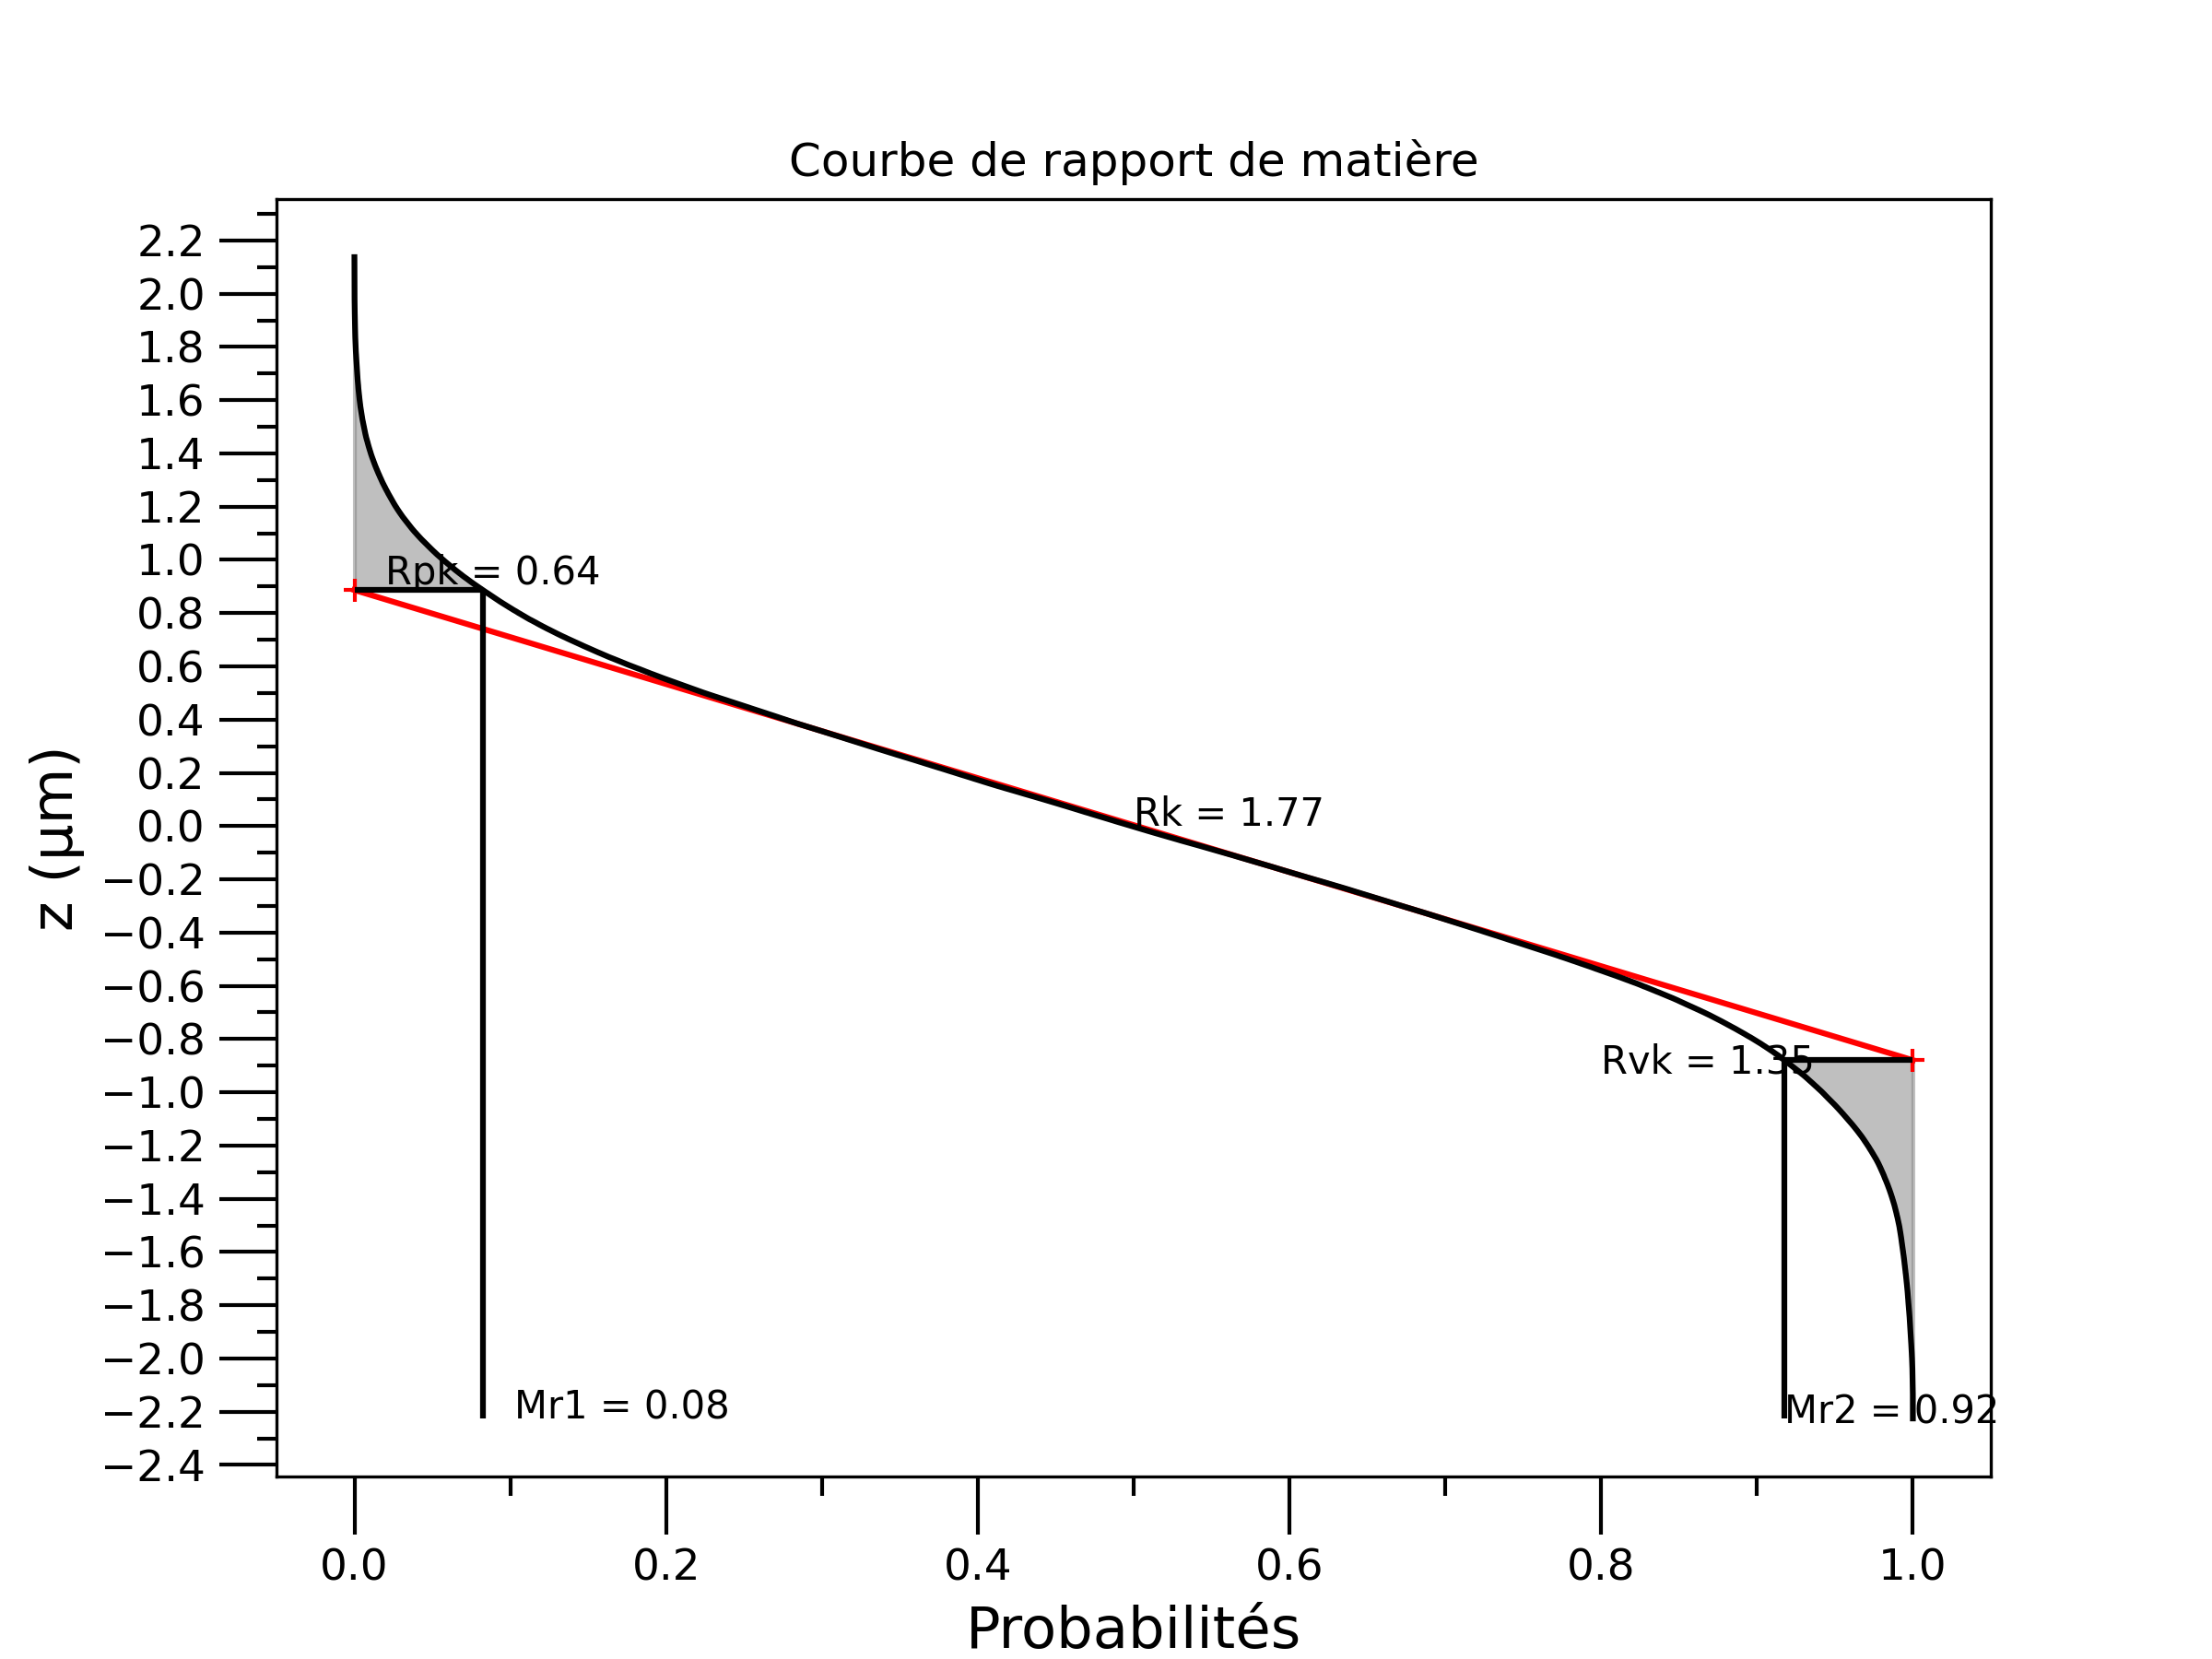 Courbe de rapport de matière
2.2
2.0
1.8
1.6
1.4
1.2
1.0
0.8
0.6
0.4
0.2
0.0
−0.2
−0.4
−0.6
−0.8
−1.0
−1.2
−1.4
−1.6
−1.8
−2.0
−2.2
−2.4
z (µm)
Rpk = 0.64
Rk = 1.77
Rvk = 1.35
Mr1 = 0.08
Mr2 = 0.92
0.0 0.2 0.4 0.6 0.8 1.0
Probabilités